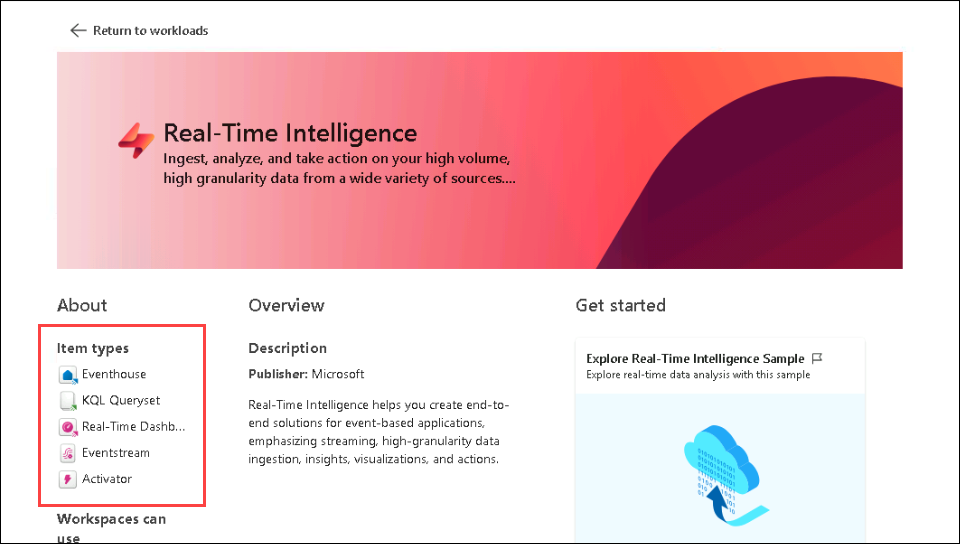 Return to workloads
Real-Time Intelligence
Ingest, analyze, and take action on your high volume,
high granularity data from a wide variety of sources....
About
Item types
Eventhouse
KQL Queryset
Real-Time Dashb...
Eventstream
Activator
Workspaces can
use
Overview
Description
Publisher: Microsoft
Real-Time Intelligence helps you create end-to-
end solutions for event-based applications,
emphasizing streaming, high-granularity data
ingestion, insights, visualizations, and actions.
Get started
Explore Real-Time Intelligence Sample
Explore real-time data analysis with this sample